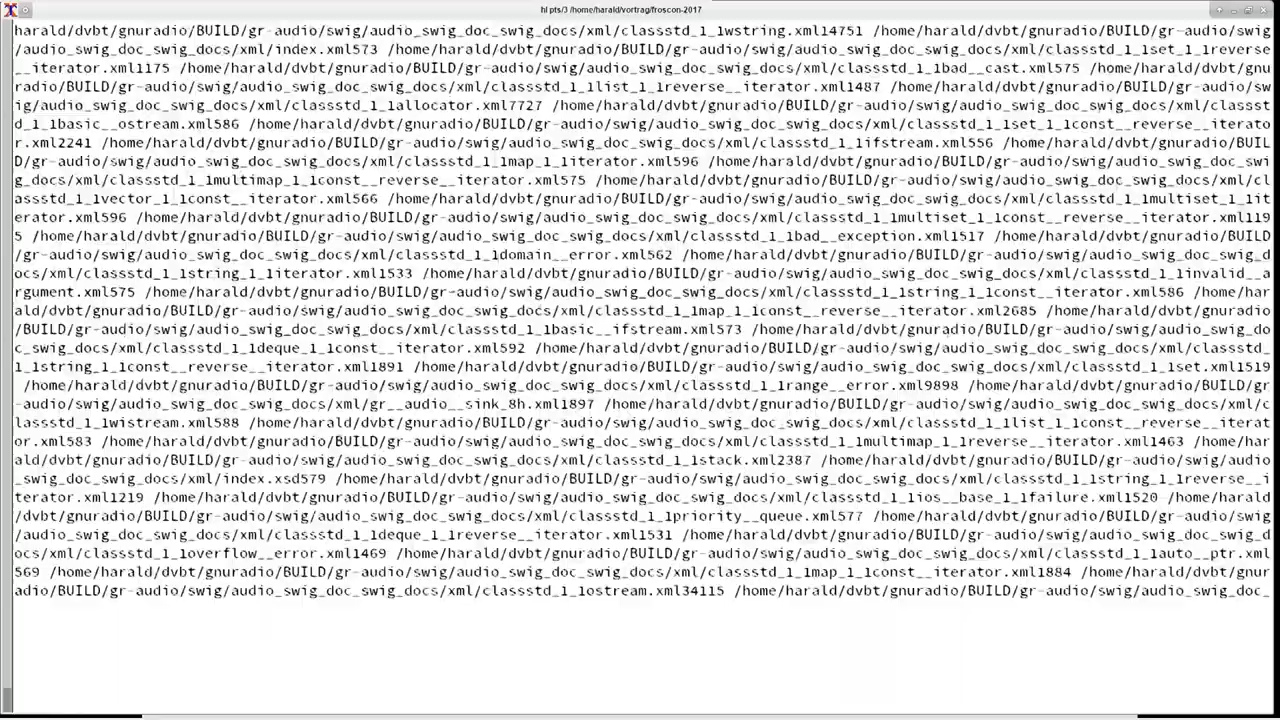 hl pts/3 /home/harald/vortrag/froscon-2017
harald/dvbt/gnuradio/BUILD/gr-audio/swig/audio_swig_doc_swig_docs/xml/classstd_1_1wstring.xml14751 /home/harald/dvbt/gnuradio/BUILD/gr-audio/swig
/audio_swig_doc_swig_docs/xml/index.xml573 /home/harald/dvbt/gnuradio/BUILD/gr-audio/swig/audio_swig_doc_swig_docs/xml/classstd_1_1set_1_1reverse
__iterator.xml1175 /home/harald/dvbt/gnuradio/BUILD/gr-audio/swig/audio_swig_doc_swig_docs/xml/classstd_1_1bad__cast.xml575 /home/harald/dvbt/gnu
radio/BUILD/gr-audio/swig/audio_swig_doc_swig_docs/xml/classstd_1_1list_1_1reverse__iterator.xml1487 /home/harald/dvbt/gnuradio/BUILD/gr-audio/sw
ig/audio_swig_doc_swig_docs/xml/classstd_1_1allocator.xml7727 /home/harald/dvbt/gnuradio/BUILD/gr-audio/swig/audio_swig_doc_swig_docs/xml/classst
d_1_1basic__ostream.xml586 /home/harald/dvbt/gnuradio/BUILD/gr-audio/swig/audio_swig_doc_swig_docs/xml/classstd_1_1set_1_1const__reverse__iterato
r.xml2241 /home/harald/dvbt/gnuradio/BUILD/gr-audio/swig/audio_swig_doc_swig_docs/xml/classstd_1_1ifstream.xml556 /home/harald/dvbt/gnuradio/BUIL
D/gr-audio/swig/audio_swig_doc_swig_docs/xml/classstd_1_1map_1_1iterator.xml596 /home/harald/dvbt/gnuradio/BUILD/gr-audio/swig/audio_swig_doc_swi
g_docs/xml/classstd_1_1multimap_1_1const__reverse__iterator.xml575 /home/harald/dvbt/gnuradio/BUILD/gr-audio/swig/audio_swig_doc_swig_docs/xml/cl
assstd_1_1vector_1_1const__iterator.xml566 /home/harald/dvbt/gnuradio/BUILD/gr-audio/swig/audio_swig_doc_swig_docs/xml/classstd_1_1multiset_1_1it
erator.xml596 /home/harald/dvbt/gnuradio/BUILD/gr-audio/swig/audio_swig_doc_swig_docs/xml/classstd_1_1multiset_1_1const__reverse__iterator.xml119
5 /home/harald/dvbt/gnuradio/BUILD/gr-audio/swig/audio_swig_doc_swig_docs/xml/classstd_1_1bad__exception.xml1517 /home/harald/dvbt/gnuradio/BUILD
/gr-audio/swig/audio_swig_doc_swig_docs/xml/classstd_1_1domain__error.xml562 /home/harald/dvbt/gnuradio/BUILD/gr-audio/swig/audio_swig_doc_swig_d
ocs/xml/classstd_1_1string_1_1iterator.xml1533 /home/harald/dvbt/gnuradio/BUILD/gr-audio/swig/audio_swig_doc_swig_docs/xml/classstd_1_1invalid__a
rgument.xml575 /home/harald/dvbt/gnuradio/BUILD/gr-audio/swig/audio_swig_doc_swig_docs/xml/classstd_1_1string_1_1const__iterator.xml586 /home/har
ald/dvbt/gnuradio/BUILD/gr-audio/swig/audio_swig_doc_swig_docs/xml/classstd_1_1map_1_1const__reverse__iterator.xml2685 /home/harald/dvbt/gnuradio
/BUILD/gr-audio/swig/audio_swig_doc_swig_docs/xml/classstd_1_1basic__ifstream.xml573 /home/harald/dvbt/gnuradio/BUILD/gr-audio/swig/audio_swig_do
c_swig_docs/xml/classstd_1_1deque_1_1const__iterator.xml592 /home/harald/dvbt/gnuradio/BUILD/gr-audio/swig/audio_swig_doc_swig_docs/xml/classstd_
1_1string_1_1const__reverse__iterator.xml1891 /home/harald/dvbt/gnuradio/BUILD/gr-audio/swig/audio_swig_doc_swig_docs/xml/classstd_1_1set.xml1519
/home/harald/dvbt/gnuradio/BUILD/gr-audio/swig/audio_swig_doc_swig_docs/xml/classstd_1_1range__error.xml9898 /home/harald/dvbt/gnuradio/BUILD/gr
-audio/swig/audio_swig_doc_swig_docs/xml/gr__audio__sink_8h.xml1897 /home/harald/dvbt/gnuradio/BUILD/gr-audio/swig/audio_swig_doc_swig_docs/xml/c
lassstd_1_1wistream.xml588 /home/harald/dvbt/gnuradio/BUILD/gr-audio/swig/audio_swig_doc_swig_docs/xml/classstd_1_1list_1_1const__reverse__iterat
or.xml583 /home/harald/dvbt/gnuradio/BUILD/gr-audio/swig/audio_swig_doc_swig_docs/xml/classstd_1_1multimap_1_1reverse__iterator.xml1463 /home/har
ald/dvbt/gnuradio/BUILD/gr-audio/swig/audio_swig_doc_swig_docs/xml/classstd_1_1stack.xml2387 /home/harald/dvbt/gnuradio/BUILD/gr-audio/swig/audio
_swig_doc_swig_docs/xml/index.xsd579 /home/harald/dvbt/gnuradio/BUILD/gr-audio/swig/audio_swig_doc_swig_docs/xml/classstd_1_1string_1_1reverse__i
terator.xml1219 /home/harald/dvbt/gnuradio/BUILD/gr-audio/swig/audio_swig_doc_swig_docs/xml/classstd_1_1ios__base_1_1failure.xml1520 /home/harald
/dvbt/gnuradio/BUILD/gr-audio/swig/audio_swig_doc_swig_docs/xml/classstd_1_1priority__queue.xml577 /home/harald/dvbt/gnuradio/BUILD/gr-audio/swig
/audio_swig_doc_swig_docs/xml/classstd_1_1deque_1_1reverse__iterator.xml1531 /home/harald/dvbt/gnuradio/BUILD/gr-audio/swig/audio_swig_doc_swig_d
ocs/xml/classstd_1_1overflow__error.xml1469 /home/harald/dvbt/gnuradio/BUILD/gr-audio/swig/audio_swig_doc_swig_docs/xml/classstd_1_1auto__ptr.xml
569 /home/harald/dvbt/gnuradio/BUILD/gr-audio/swig/audio_swig_doc_swig_docs/xml/classstd_1_1map_1_1const__iterator.xml1884 /home/harald/dvbt/gnur
adio/BUILD/gr-audio/swig/audio_swig_doc_swig_docs/xml/classstd_1_1ostream.xml34115 /home/harald/dvbt/gnuradio/BUILD/gr-audio/swig/audio_swig_doc_